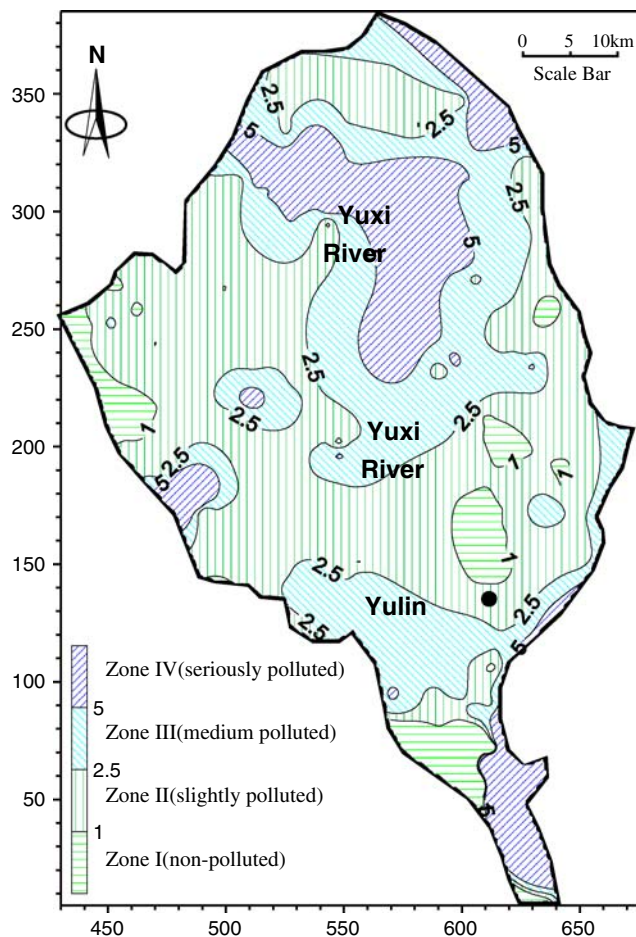 N
0 5 10km
Scale Bar
350
300
250
200
150
100
50
450 500 550 600 650
2.5
5
2.5
5
2.5
Yuxi
River
5
2.5
2.5
2.5
1
2.5
5
Yuxi
River
1
1
1
2.5
2.5
Yulin
2.5
5
5
Zone IV(seriously polluted)
5
Zone III(medium polluted)
2.5
Zone II(slightly polluted)
1
Zone I(non-polluted)